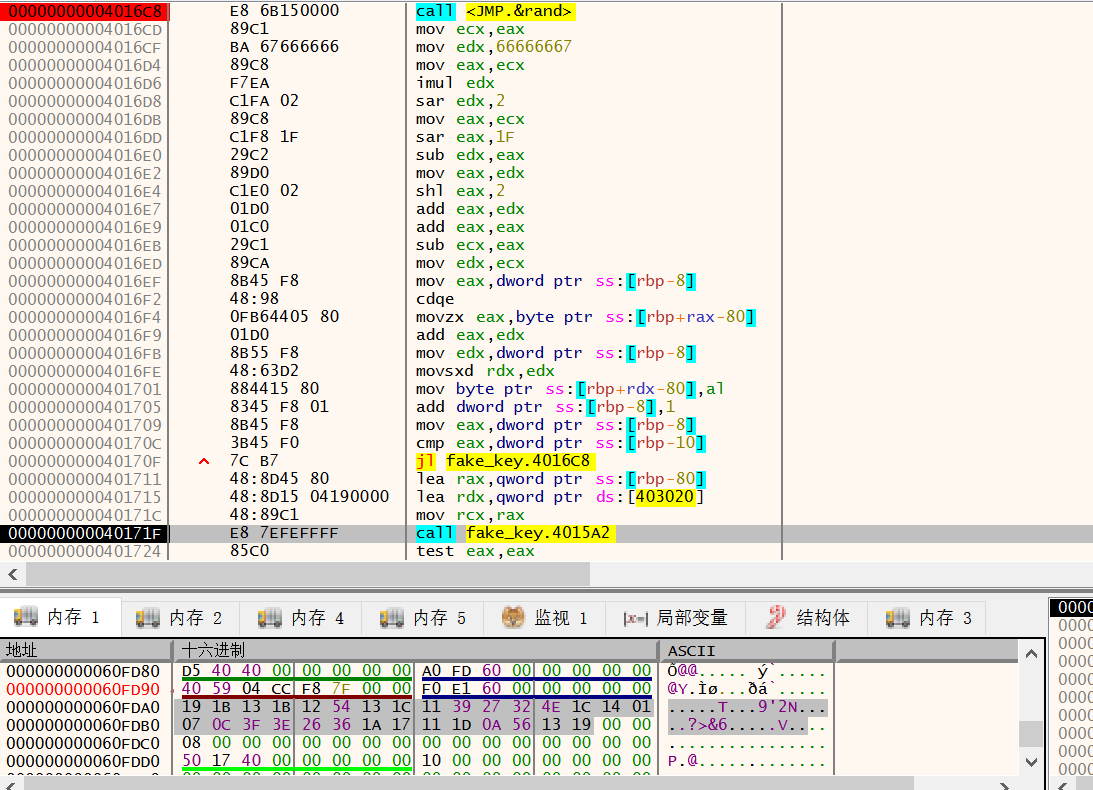 00000000004016C8 E8 6B150000 call <JMP.&rand>
00000000004016CD 89C1 mov ecx,eax
00000000004016CF BA 67666666 mov edx,66666667
00000000004016D4 89C8 mov eax,ecx
00000000004016D6 F7EA imul edx
00000000004016D8 C1FA 02 sar edx,2
00000000004016DB 89C8 mov eax,ecx
00000000004016DD C1F8 1F sar eax,1F
00000000004016E0 29C2 sub edx,eax
00000000004016E2 89D0 mov eax,edx
00000000004016E4 C1E0 02 shl eax,2
00000000004016E7 01D0 add eax,edx
00000000004016E9 01C0 add eax,eax
00000000004016EB 29C1 sub ecx,eax
00000000004016ED 89CA mov edx,ecx
00000000004016EF 8B45 F8 mov eax,dword ptr ss:[rbp-8]
00000000004016F2 48:98 cdqe
00000000004016F4 0FB64405 80 movzx eax,byte ptr ss:[rbp+rax-80]
00000000004016F9 01D0 add eax,edx
00000000004016FB 8B55 F8 mov edx,dword ptr ss:[rbp-8]
00000000004016FE 48:63D2 movsxd rdx,edx
0000000000401701 884415 80 mov byte ptr ss:[rbp+rdx-80],al
0000000000401705 8345 F8 01 add dword ptr ss:[rbp-8],1
0000000000401709 8B45 F8 mov eax,dword ptr ss:[rbp-8]
000000000040170C 3B45 F0 cmp eax,dword ptr ss:[rbp-10]
000000000040170F 7C B7 jl fake_key.4016C8
0000000000401711 48:8D45 80 lea rax,qword ptr ss:[rbp-80]
0000000000401715 48:8D15 04190000 lea rdx,qword ptr ds:[403020]
000000000040171C 48:89C1 mov rcx,rax
000000000040171F E8 7EFEFFFF call fake_key.4015A2
0000000000401724 85C0 test eax,eax
内存 1 内存 2 内存 4 内存 5 监视 1 [x=] 局部变量 结构体 内存 3
地址 十六进制 ASCII
000000000060FD80 D5 40 40 00 00 00 00 00 A0 FD 60 00 00 00 00 00 Õ@@..... ý`.....
000000000060FD90 40 59 04 CC F8 7F 00 00 F0 E1 60 00 00 00 00 00 @Y.Ìø...ðá`.....
000000000060FDA0 19 1B 13 1B 12 54 13 1C 11 39 27 32 4E 1C 14 01 .....T...9'2N...
000000000060FDB0 07 0C 3F 3E 26 36 1A 17 11 1D 0A 56 13 19 00 00 ..?>&6.....V....
000000000060FDC0 08 00 00 00 00 00 00 00 00 00 00 00 00 00 00 00 ................
000000000060FDD0 50 17 40 00 00 00 00 00 10 00 00 00 00 00 00 00 P.@.............